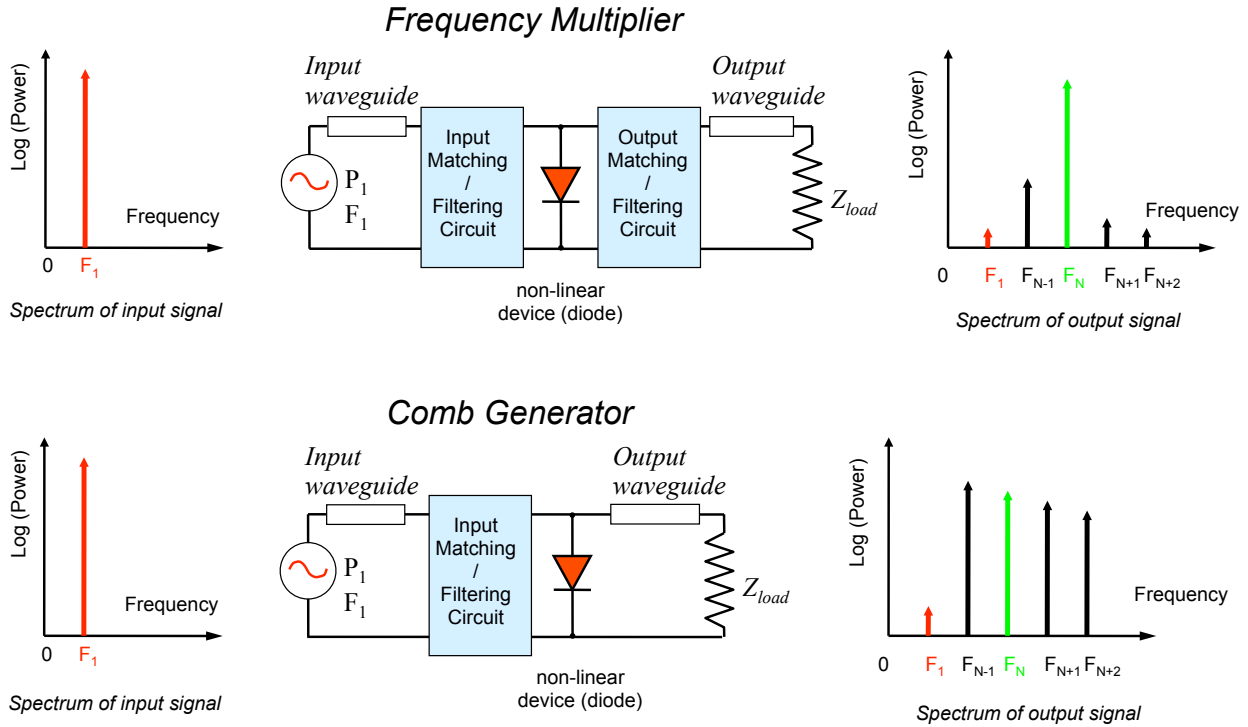 Frequency Multiplier
Log (Power)
Frequency
0
F1
Spectrum of input signal
Input
waveguide
P1
F1
Input
Matching
/
Filtering
Circuit
non-linear
device (diode)
Output
Matching
/
Filtering
Circuit
Output
waveguide
Zload
Log (Power)
Frequency
0
F1
FN-1
FN
FN+1
FN+2
Spectrum of output signal
Comb Generator
Log (Power)
Frequency
0
F1
Spectrum of input signal
Input
waveguide
P1
F1
Input
Matching
/
Filtering
Circuit
non-linear
device (diode)
Output
waveguide
Zload
Log (Power)
Frequency
0
F1
FN-1
FN
FN+1
FN+2
Spectrum of output signal